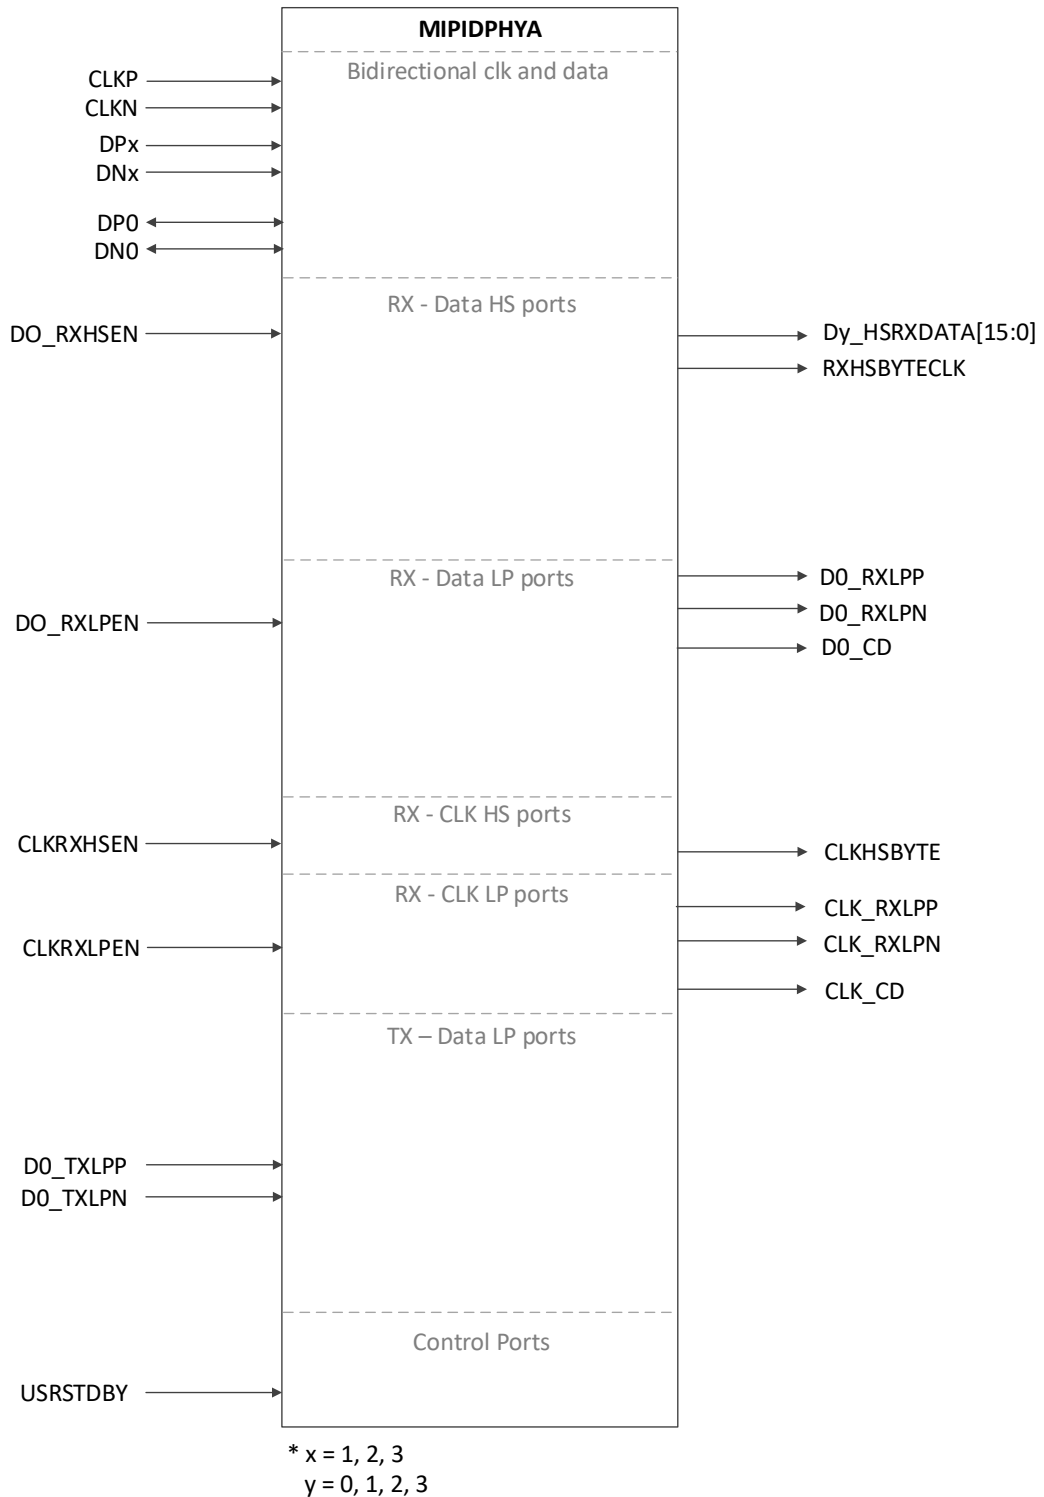 MIPIDPHYA
Bidirectional clk and data
CLKP
CLKN
DPx
DNx
DP0
DN0
RX - Data HS ports
DO_RXHSEN
Dy_HSRXDATA[15:0]
RXHSBYTECLK
RX - Data LP ports
D0_RXLPP
D0_RXLPN
DO_RXLPEN
D0_CD
RX - CLK HS ports
CLKRXHSEN
CLKHSBYTE
RX - CLK LP ports
CLK_RXLPP
CLKRXLPEN
CLK_RXLPN
CLK_CD
TX – Data LP ports
D0_TXLPP
D0_TXLPN
Control Ports
USRSTDBY
* x = 1, 2, 3
y = 0, 1, 2, 3